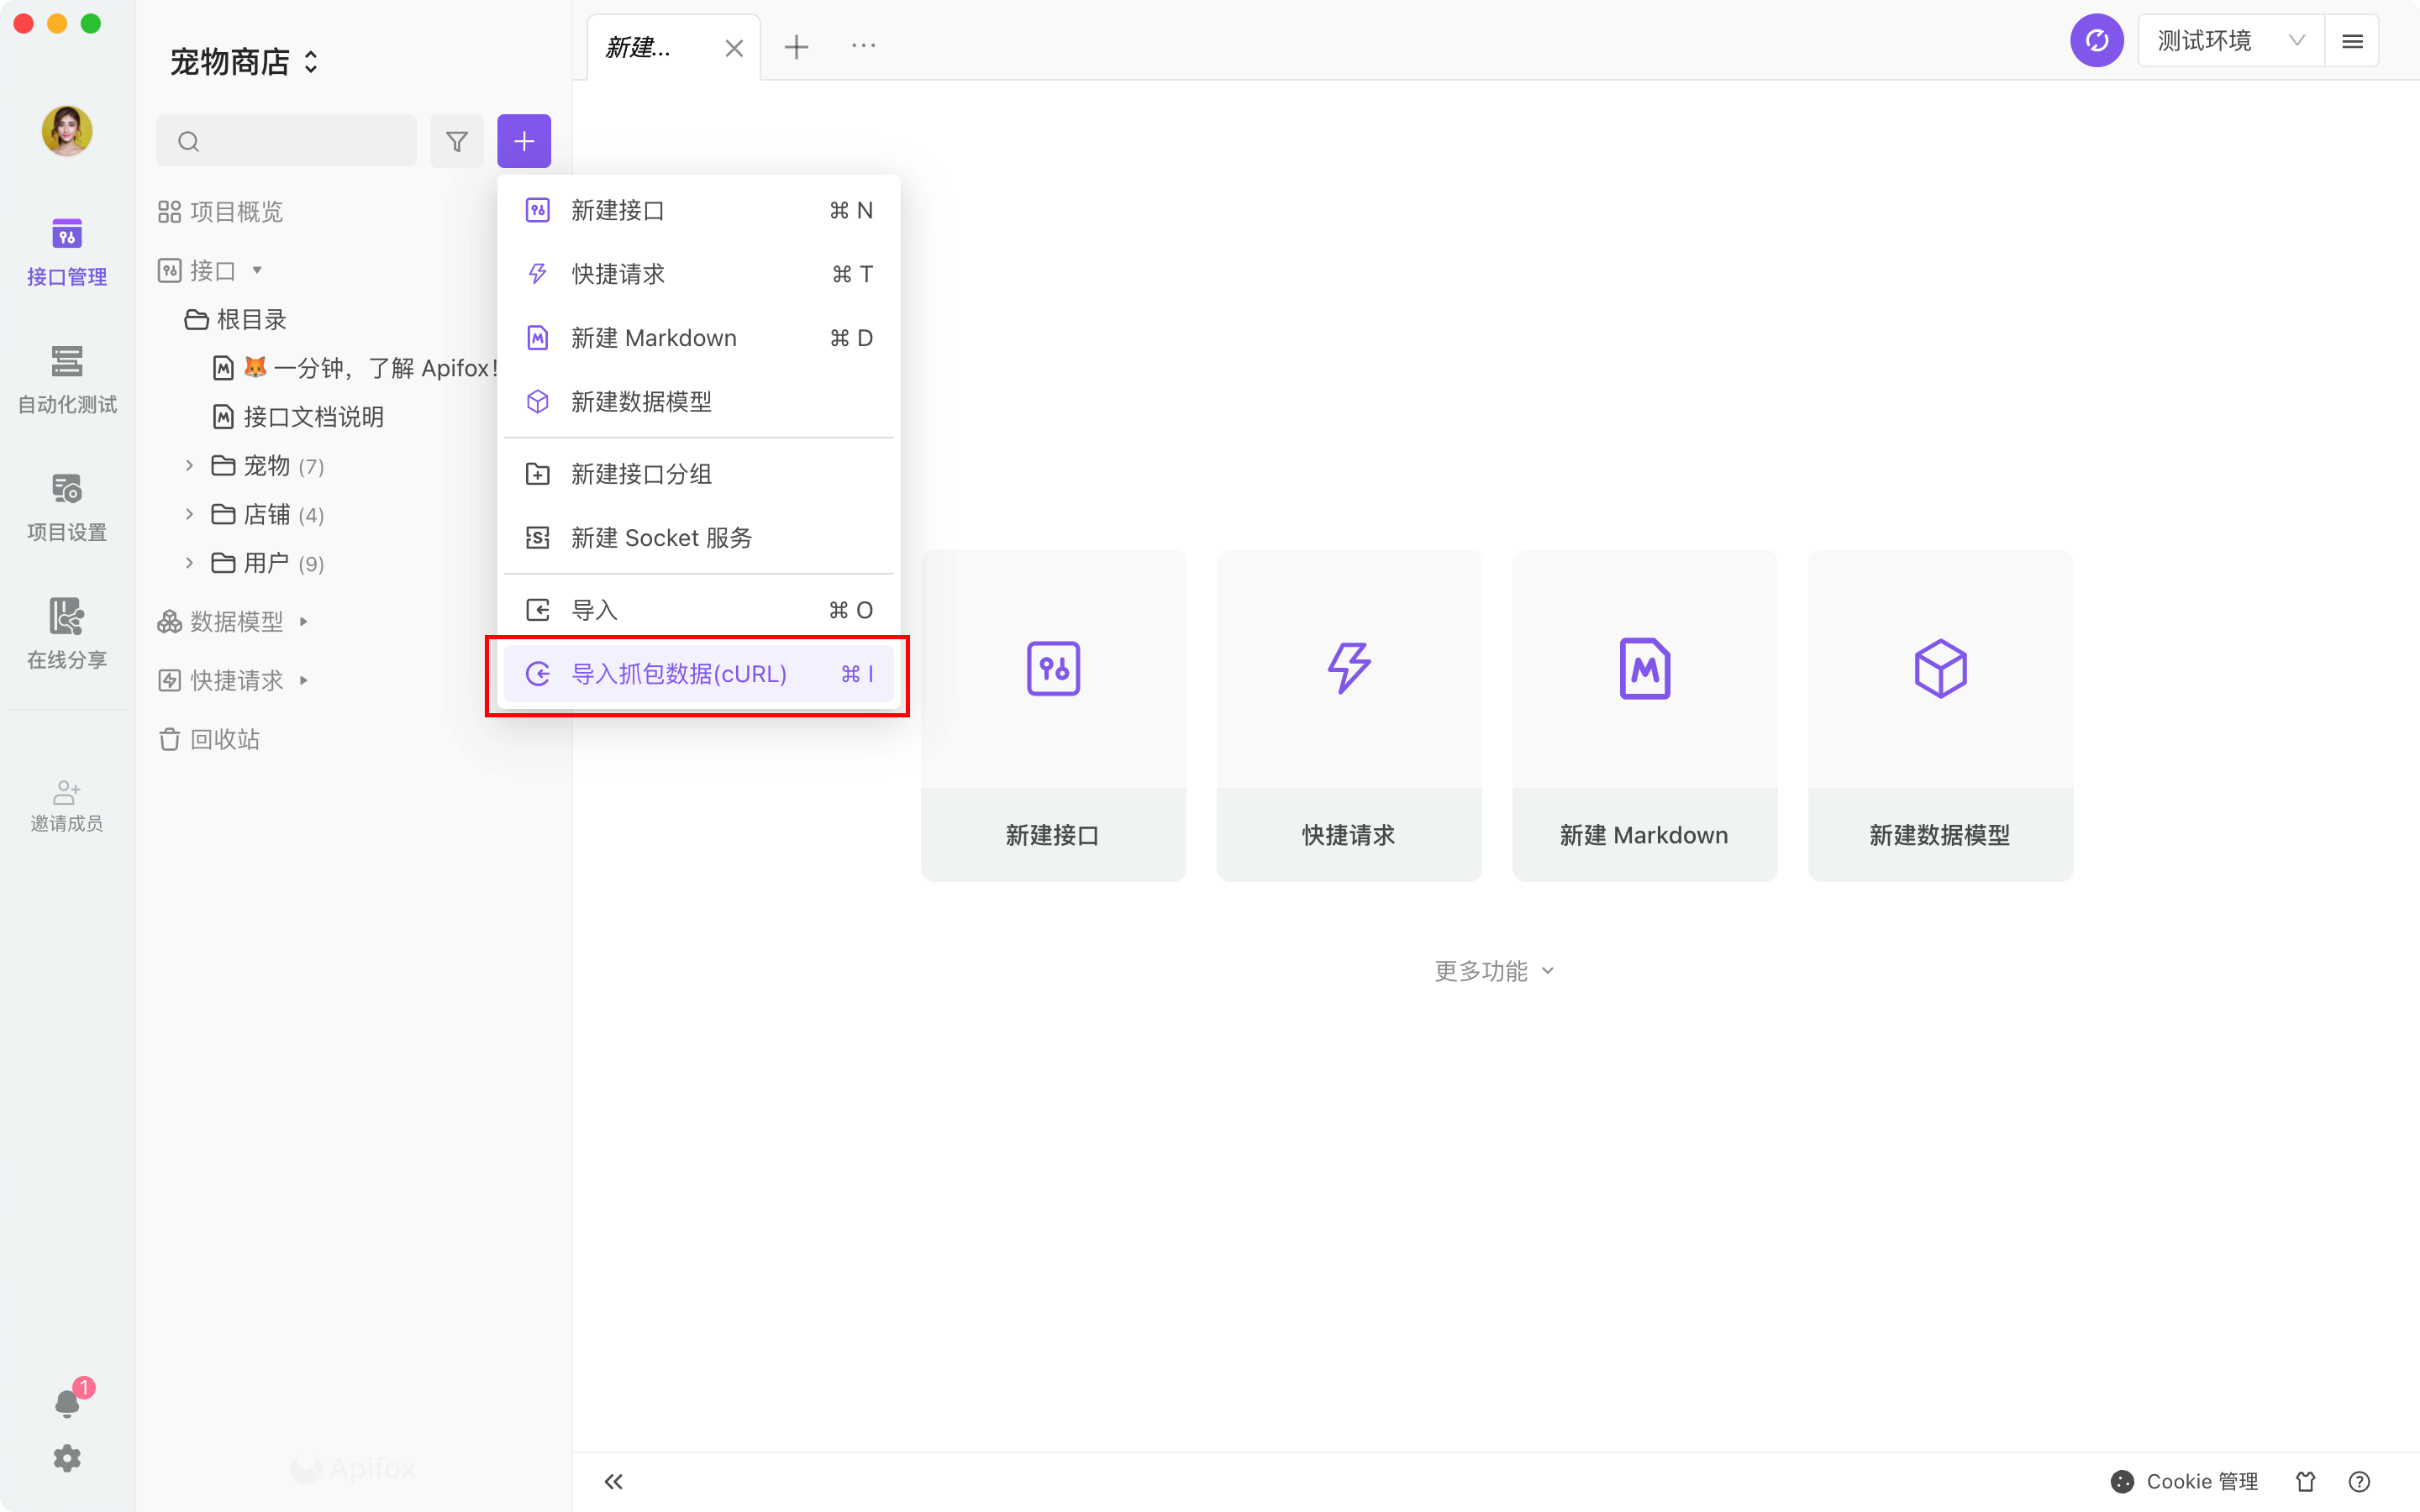 宠物商店
新建...
测试环境
项目概览
接口
根目录
🦊 一分钟，了解 Apifox!
接口文档说明
宠物 (7)
店铺 (4)
用户 (9)
数据模型
快捷请求
回收站
接口管理
自动化测试
项目设置
在线分享
邀请成员
1
新建接口 ⌘ N
快捷请求 ⌘ T
新建 Markdown ⌘ D
新建数据模型
新建接口分组
新建 Socket 服务
导入 ⌘ O
导入抓包数据(cURL) ⌘ I
新建接口
快捷请求
新建 Markdown
新建数据模型
更多功能
Apifox
Cookie 管理